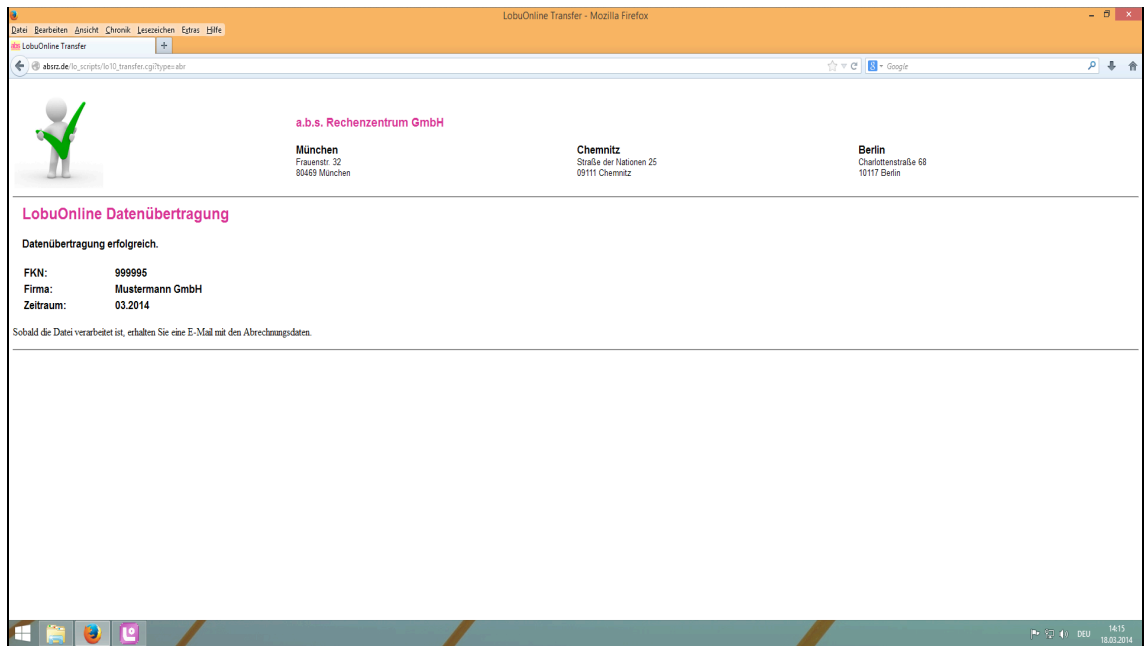 LobuOnline Transfer - Mozilla Firefox
Datei Bearbeiten Ansicht Chronik Lesezeichen Extras Hilfe
abs LobuOnline Transfer +
absrz.de/lo_scripts/lo10_transfer.cgi?type=abr
8 Google
a.b.s. Rechenzentrum GmbH
München Chemnitz Berlin
Frauenstr. 32 Straße der Nationen 25 Charlottenstraße 68
80469 München 09111 Chemnitz 10117 Berlin
LobuOnline Datenübertragung
Datenübertragung erfolgreich.
FKN: 999995
Firma: Mustermann GmbH
Zeitraum: 03.2014
Sobald die Datei verarbeitet ist, erhalten Sie eine E-Mail mit den Abrechnungsdaten.
DEU 14:15
18.03.2014